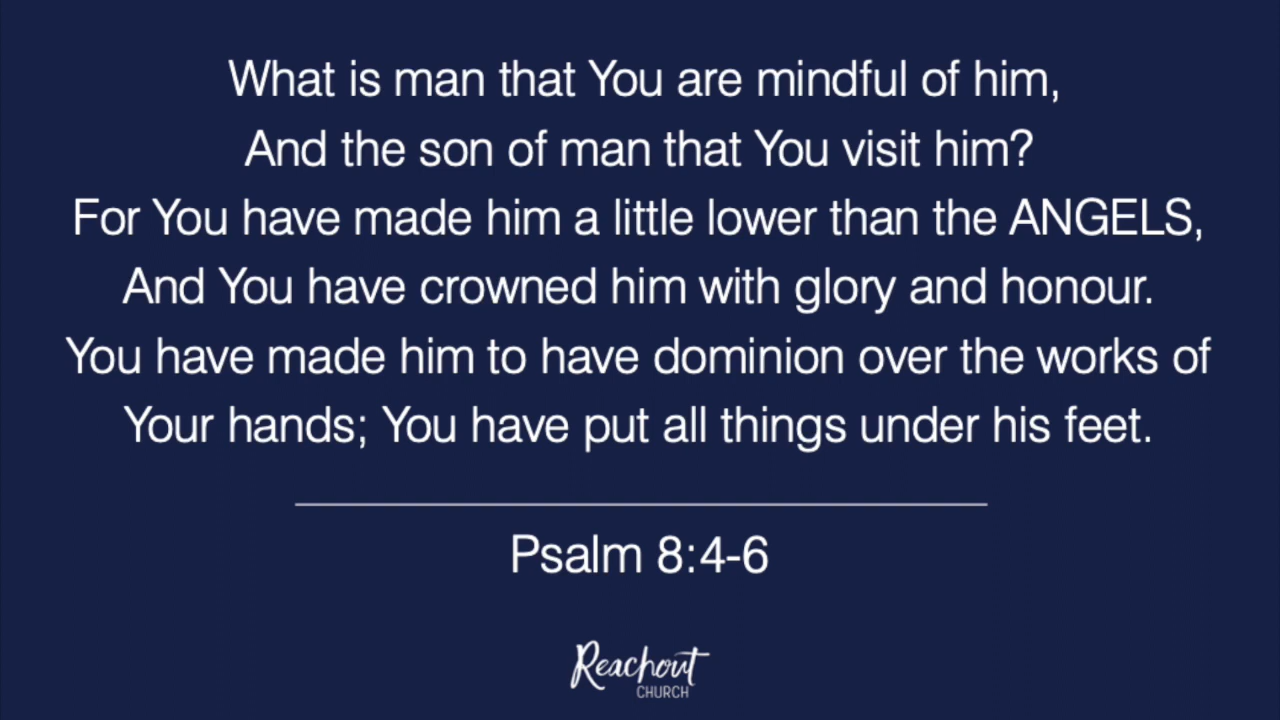 What is man that You are mindful of him,
And the son of man that You visit him?
For You have made him a little lower than the ANGELS,
And You have crowned him with glory and honour.
You have made him to have dominion over the works of
Your hands; You have put all things under his feet.
Psalm 8:4-6
Reachout
CHURCH